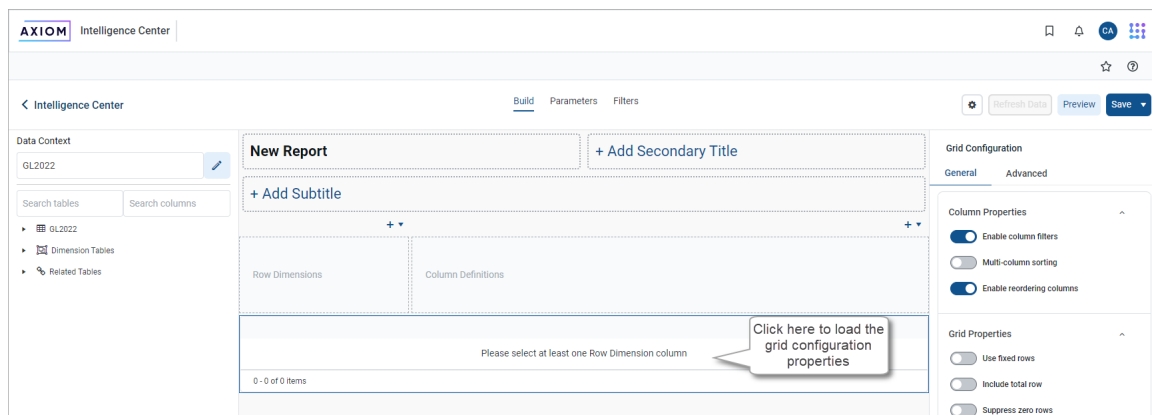 AXIOM Intelligence Center
CA
< Intelligence Center
Build Parameters Filters
Refresh Data Preview Save
Data Context
GL2022
Search tables Search columns
GL2022
Dimension Tables
Related Tables
New Report + Add Secondary Title
+ Add Subtitle
+ +
Row Dimensions Column Definitions
Please select at least one Row Dimension column
0 - 0 of 0 items
Click here to load the
grid configuration
properties
Grid Configuration
General Advanced
Column Properties
Enable column filters
Multi-column sorting
Enable reordering columns
Grid Properties
Use fixed rows
Include total row
Suppress zero rows